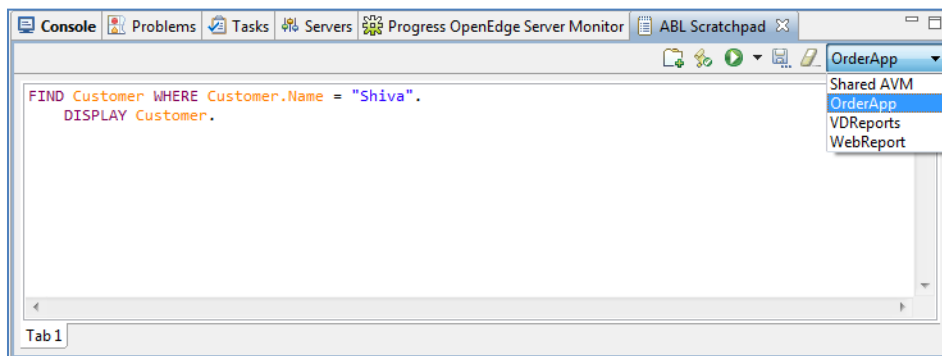 Console Problems Tasks Servers Progress OpenEdge Server Monitor ABL Scratchpad
OrderApp
Shared AVM
OrderApp
VDReports
WebReport
FIND Customer WHERE Customer.Name = "Shiva".
    DISPLAY Customer.
Tab 1